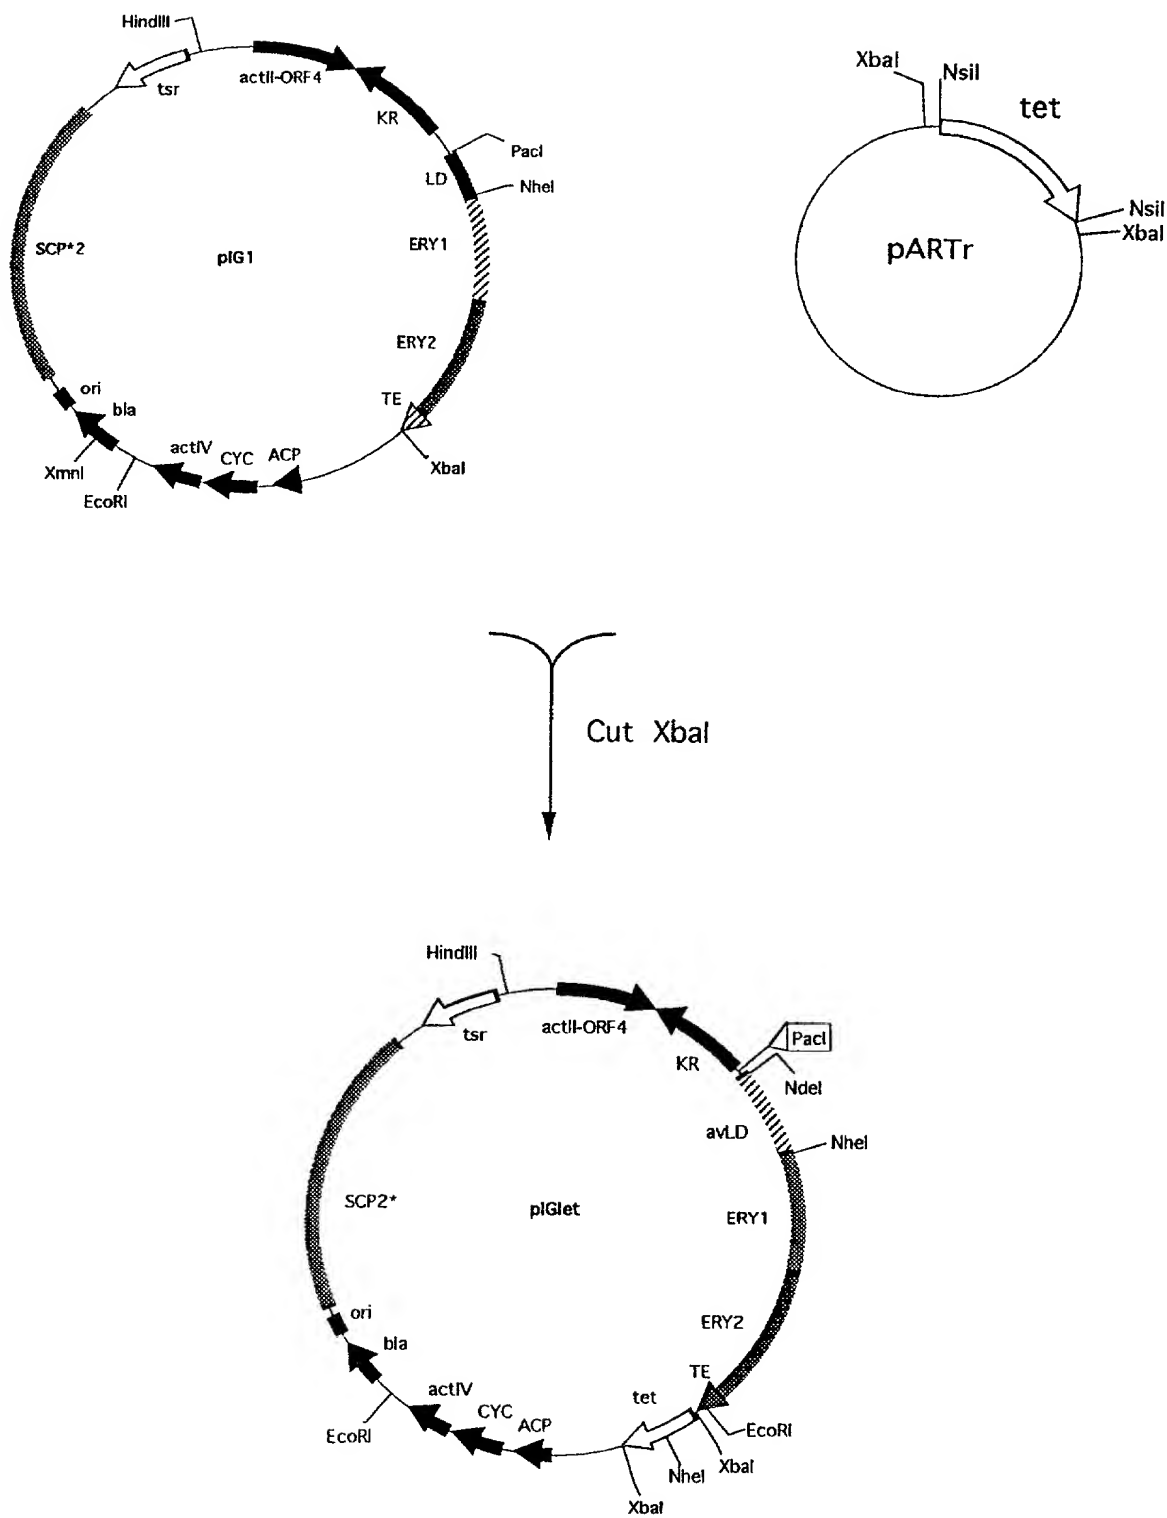 HindIII
tsr
actII-ORF4
KR
PacI
LD
NheI
ERY1
SCP*2
pIG1
ERY2
TE
ori
bla
XmnI
EcoRI
actIV
CYC
ACP
XbaI
XbaI
NsiI
tet
NsiI
XbaI
pARTr
Cut XbaI
HindIII
tsr
actII-ORF4
KR
PacI
NdeI
avLD
NheI
SCP2*
pIGlet
ERY1
ori
ERY2
bla
TE
tet
actIV
CYC
ACP
EcoRI
EcoRI
XbaI
NheI
XbaI